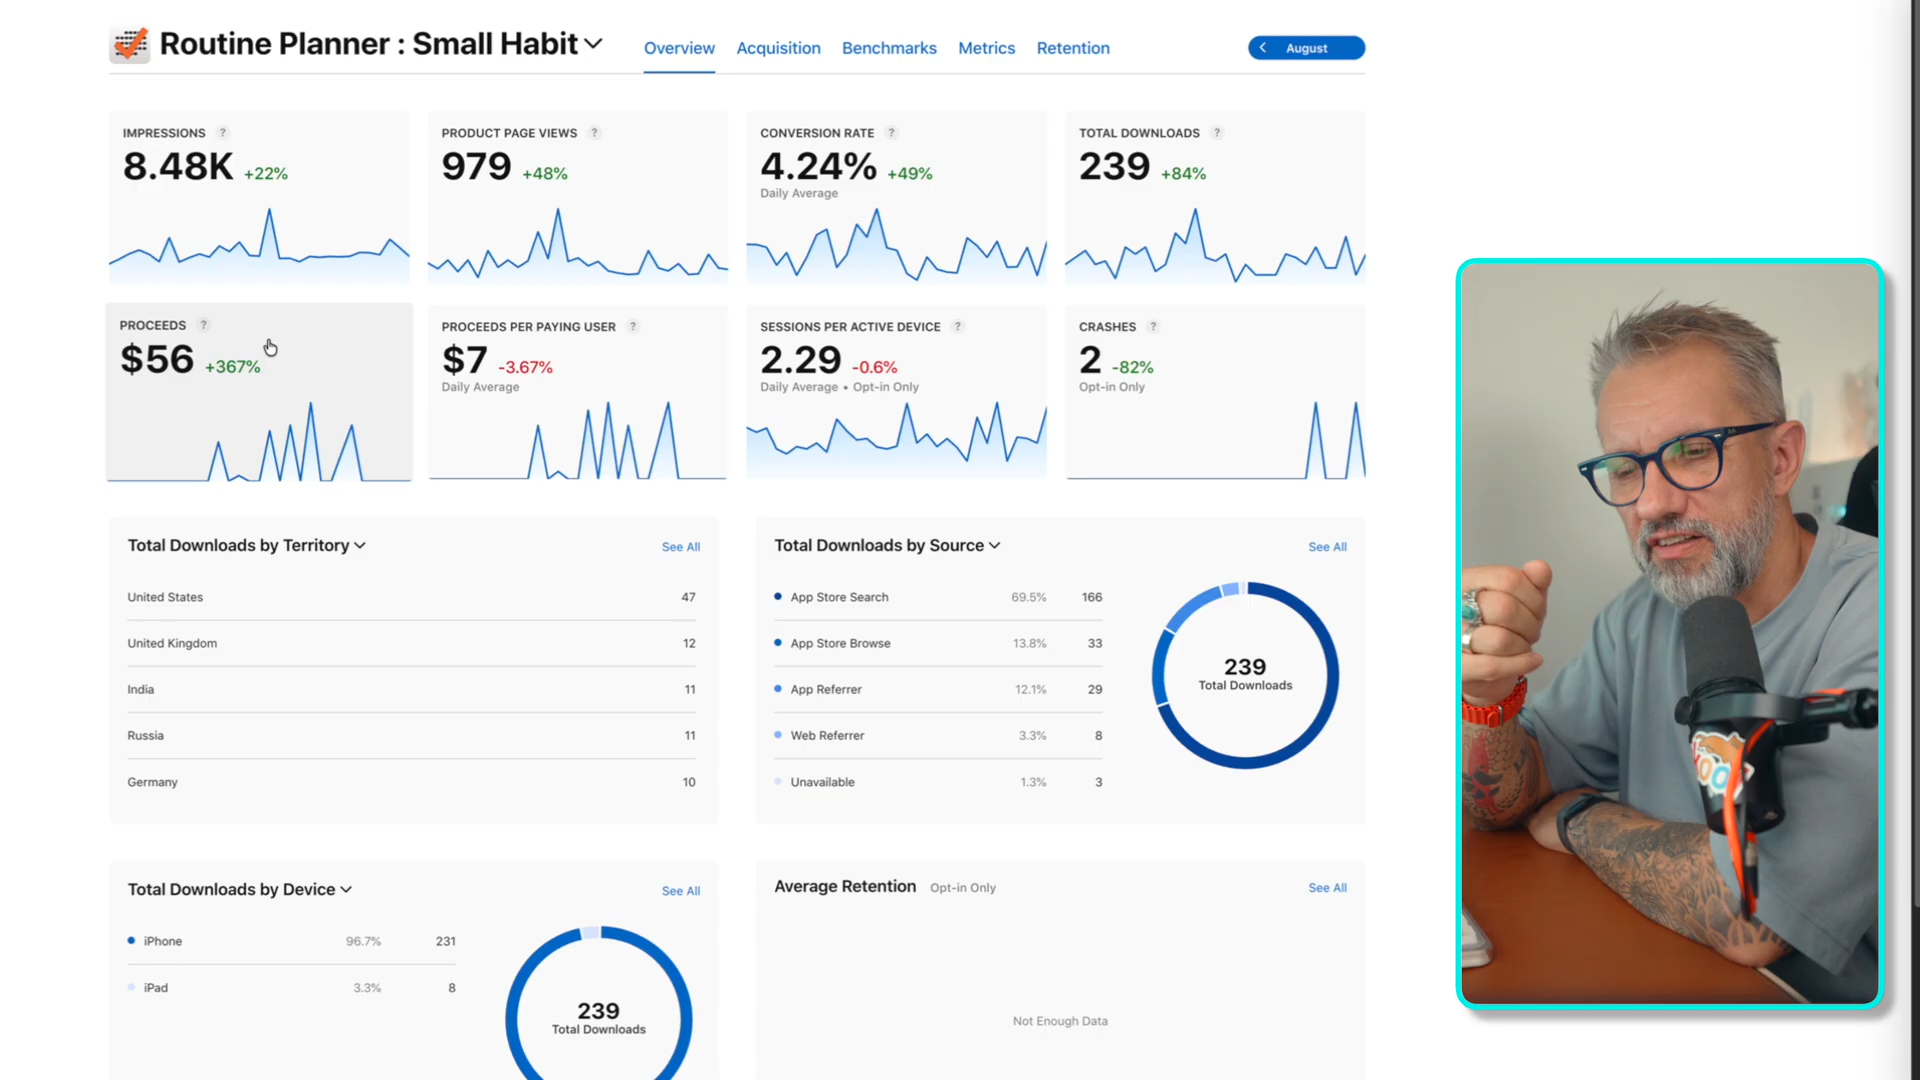 Routine Planner : Small Habit
Overview
Acquisition
Benchmarks
Metrics
Retention
August
IMPRESSIONS ?
8.48K +22%
PRODUCT PAGE VIEWS ?
979 +48%
CONVERSION RATE ?
4.24% +49%
Daily Average
TOTAL DOWNLOADS ?
239 +84%
PROCEEDS ?
$56 +367%
PROCEEDS PER PAYING USER ?
$7 -3.67%
Daily Average
SESSIONS PER ACTIVE DEVICE ?
2.29 -0.6%
Daily Average • Opt-in Only
CRASHES ?
2 -82%
Opt-in Only
Total Downloads by Territory
See All
United States 47
United Kingdom 12
India 11
Russia 11
Germany 10
Total Downloads by Source
See All
App Store Search 69.5% 166
App Store Browse 13.8% 33
App Referrer 12.1% 29
Web Referrer 3.3% 8
Unavailable 1.3% 3
239
Total Downloads
Total Downloads by Device
See All
iPhone 96.7% 231
iPad 3.3% 8
239
Total Downloads
Average Retention Opt-in Only
See All
Not Enough Data